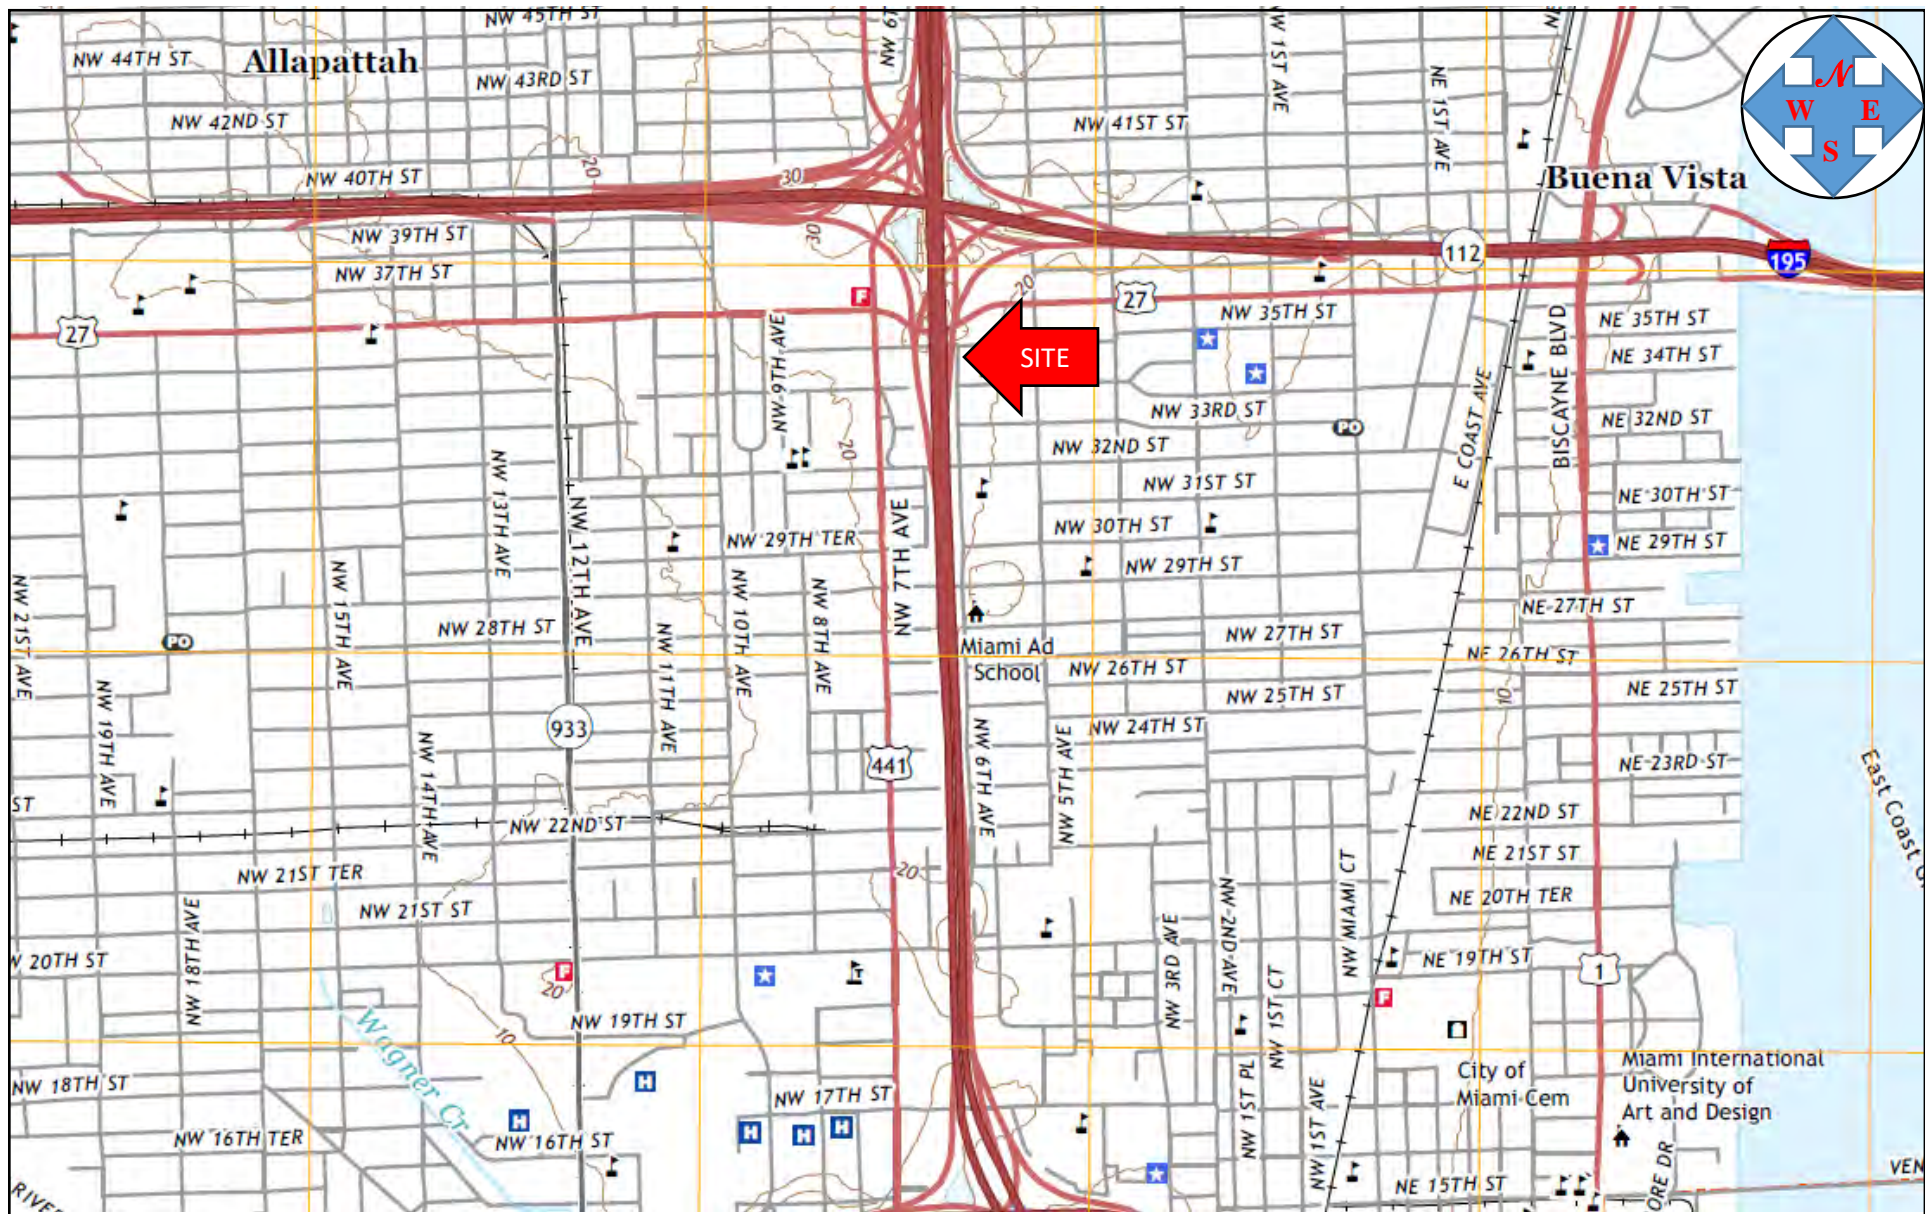 NW 45TH ST
NW 6T
NW 44TH ST
Allapattah
NW 43RD ST
NW 1ST AVE
NE 1ST AVE
NE
N
W E
S
NW 42ND ST
NW 41ST ST
NW 40TH ST
20
30
Buena Vista
NW 39TH ST
30
112
195
NW 37TH ST
20
27
27
NW 35TH ST
NE 35TH ST
NW 9TH AVE
SITE
BISCAYNE BLVD
NE 34TH ST
NW 33RD ST
E COAST AVE
NE 32ND ST
PO
20
NW 32ND ST
NW 13TH AVE
NW 12TH AVE
NW 31ST ST
NE 30TH ST
NW 7TH AVE
NW 30TH ST
NW 29TH TER
NE 29TH ST
NW 29TH ST
NW 21ST AVE
NW 15TH AVE
NW 10TH AVE
NW 8TH AVE
NE 27TH ST
NW 28TH ST
NW 11TH AVE
NW 27TH ST
PO
Miami Ad
School
NW 26TH ST
NE 26TH ST
NW 19TH AVE
NW 25TH ST
10
NE 25TH ST
933
NW 14TH AVE
NW 6TH AVE
NW 5TH AVE
NW 24TH ST
441
NE 23RD ST
East Coast G
ST
NW 22ND ST
NE 22ND ST
NW 21ST TER
20
NW MIAMI CT
NE 21ST ST
NW 2ND AVE
NE 20TH TER
NW 18TH AVE
NW 21ST ST
NW 3RD AVE
W 20TH ST
NE 19TH ST
F
20
1
NW 1ST CT
F
Wagner Cr
10
NW 19TH ST
City of
Miami Cem
Miami International
University of
Art and Design
NW 18TH ST
H
NW 17TH ST
NW 1ST PL
NW 1ST AVE
H
H H H
NW 16TH TER
NW 16TH ST
ORE DR
VEN
NE 15TH ST
RIVE
F